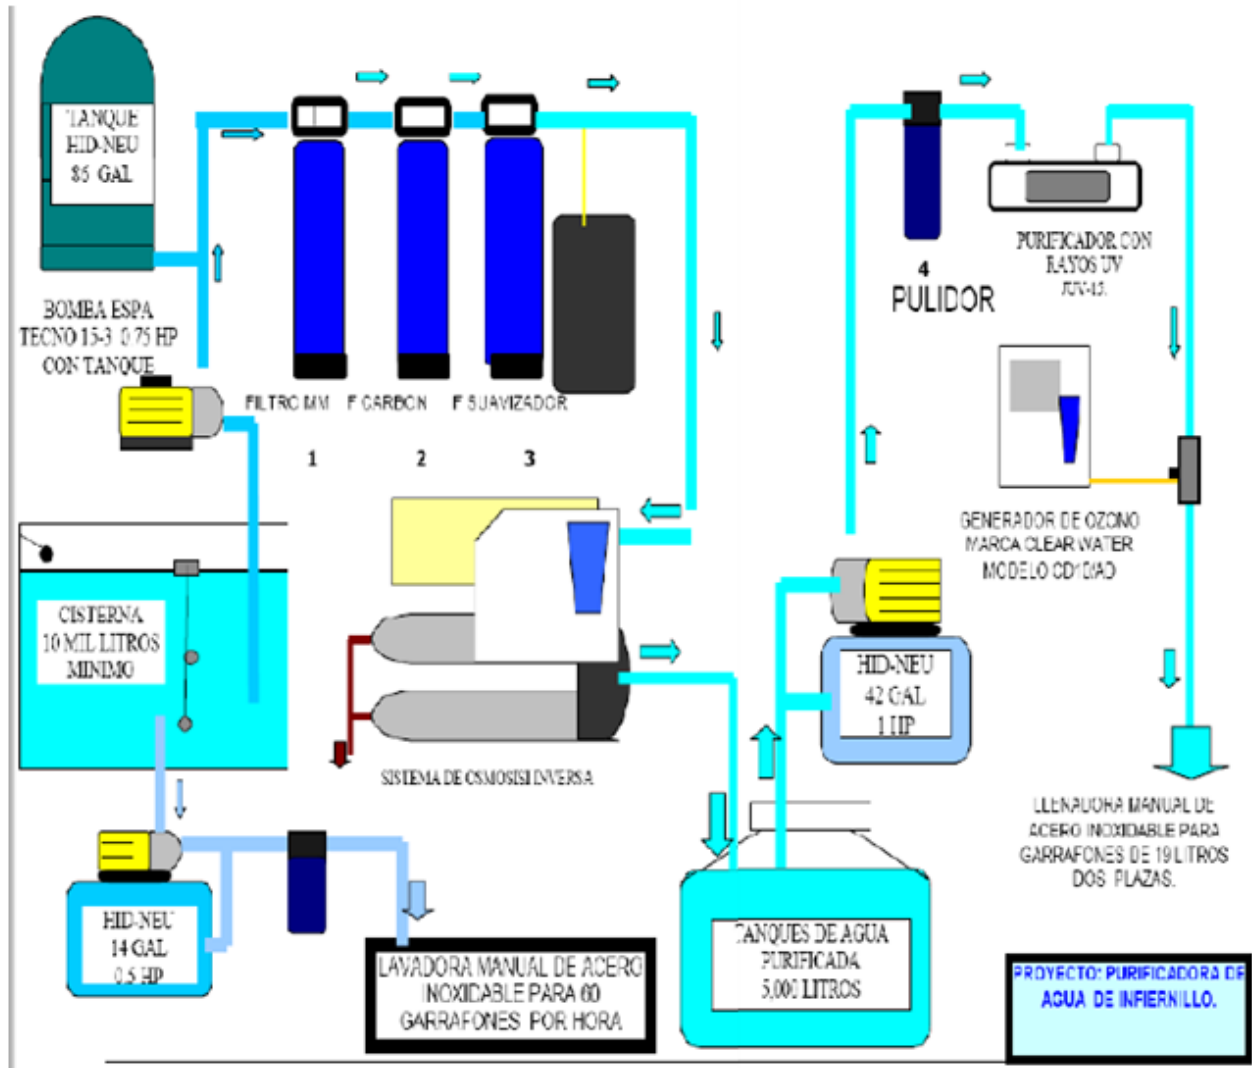 TANQUE
HID-NEU
86 GAL
BOMBA ESPA
TECNO 15-3 0.75 HP
CON TANQUE
FILTRO MM F CARBON F SUAVIZADOR
1 2 3
4
PULIDOR
PURIFICADOR CON
RAYOS UV
GENERADOR DE OZONO
MARCA CLEAR WATER
MODELO
CISTERNA
10 MIL LITROS
MINIMO
SISTEMA DE OSMOSISI INVERSA
HID-NEU
42 GAL
1 HP
LLENADORA MANUAL DE
ACERO INOXIDABLE PARA
GARRAFONES DE 19 LITROS
DOS PLAZAS.
HID-NEU
14 GAL
0.5 HP
LAVADORA MANUAL DE ACERO
INOXIDABLE PARA 60
GARRAFONES POR HORA
TANQUES DE AGUA
PURIFICADA
5,000 LITROS
PROYECTO: PURIFICADORA DE
AGUA DE INFIERNILLO.